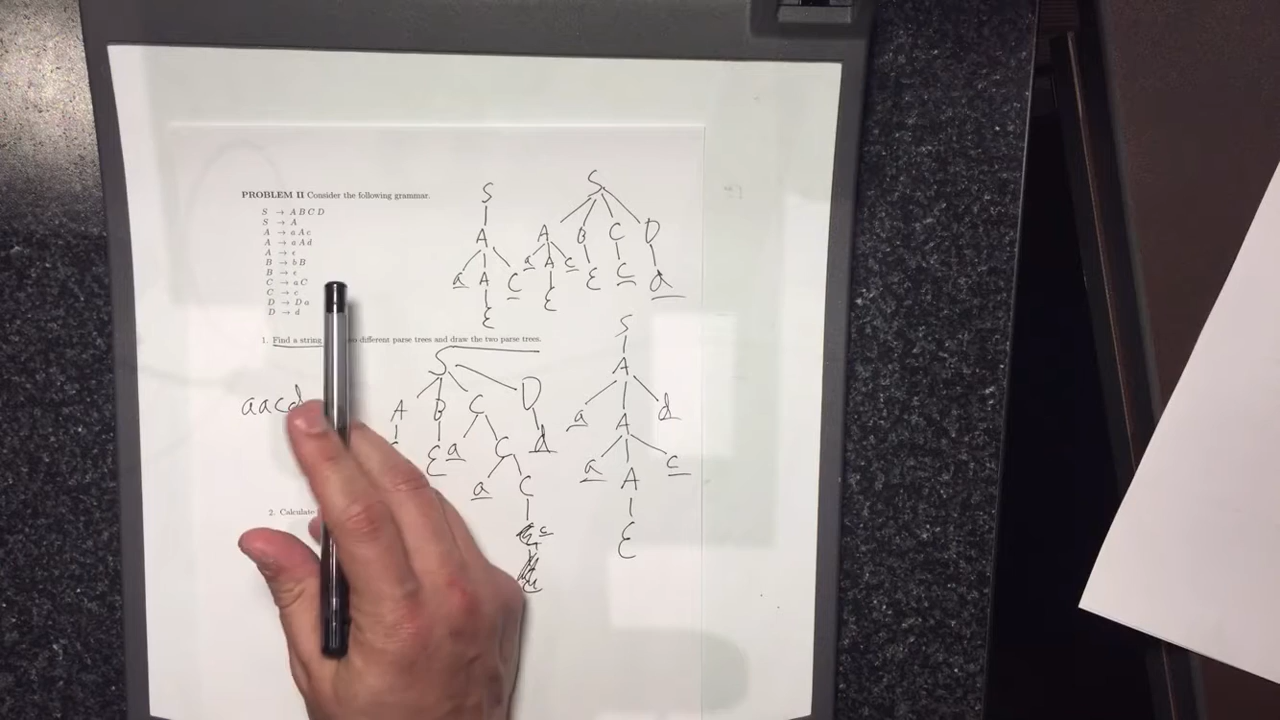 PROBLEM II Consider the following grammar.
S → A B C D
S → A
A → a A c
A → a A d
A → ϵ
B → b B
B → ϵ
C → a C
C → c
D → D a
D → d
1. Find a string different parse trees and draw the two parse trees.
aacd
2. Calculate
S
A
a A c
ε
S
A B C D
a A c ε c d
ε
S
A B C D
ε a C d
a C
c
S
A
a A d
a A c
ε